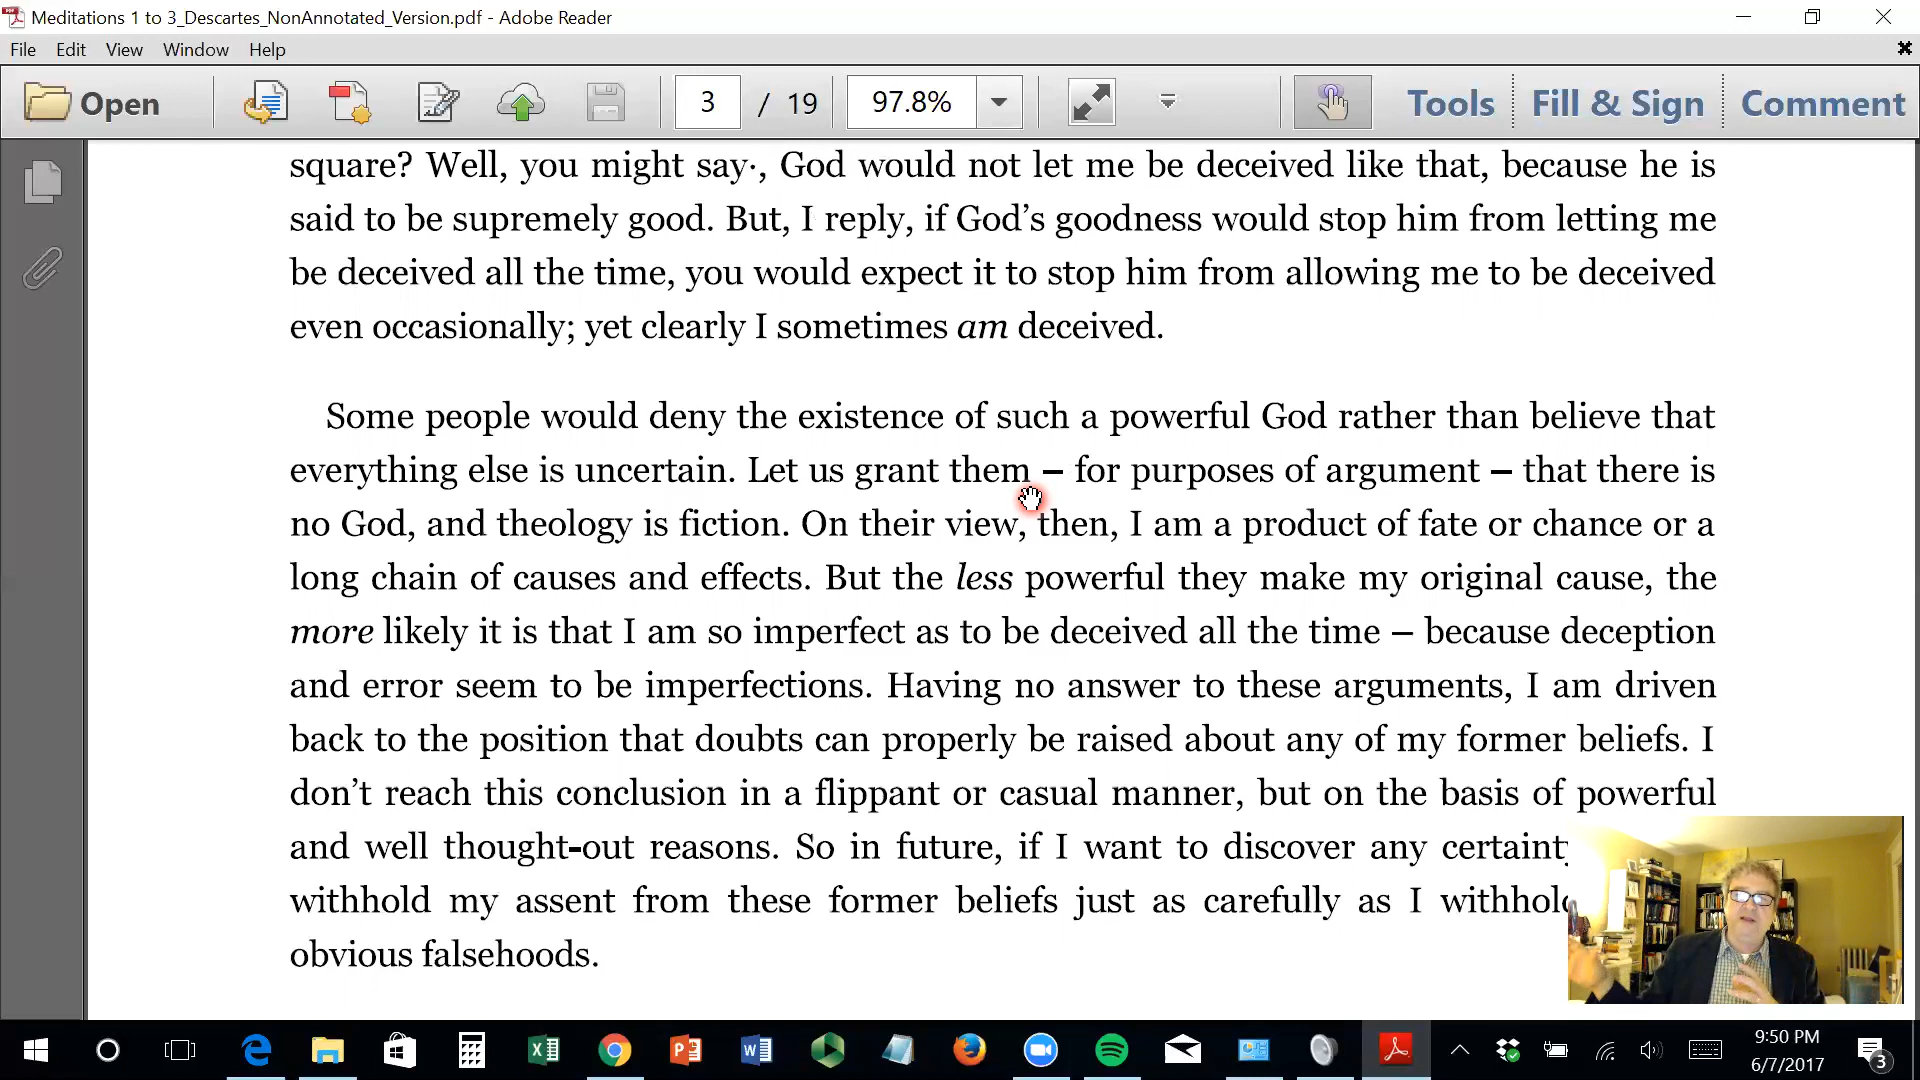 Meditations 1 to 3_Descartes_NonAnnotated_Version.pdf - Adobe Reader
File Edit View Window Help
Open 3 / 19 97.8% Tools Fill & Sign Comment
square? Well, you might say·, God would not let me be deceived like that, because he is
said to be supremely good. But, I reply, if God’s goodness would stop him from letting me
be deceived all the time, you would expect it to stop him from allowing me to be deceived
even occasionally; yet clearly I sometimes am deceived.
Some people would deny the existence of such a powerful God rather than believe that
everything else is uncertain. Let us grant them – for purposes of argument – that there is
no God, and theology is fiction. On their view, then, I am a product of fate or chance or a
long chain of causes and effects. But the less powerful they make my original cause, the
more likely it is that I am so imperfect as to be deceived all the time – because deception
and error seem to be imperfections. Having no answer to these arguments, I am driven
back to the position that doubts can properly be raised about any of my former beliefs. I
don’t reach this conclusion in a flippant or casual manner, but on the basis of powerful
and well thought-out reasons. So in future, if I want to discover any
withhold my assent from these former beliefs just as carefully as I
obvious falsehoods.
9:50 PM
6/7/2017
3